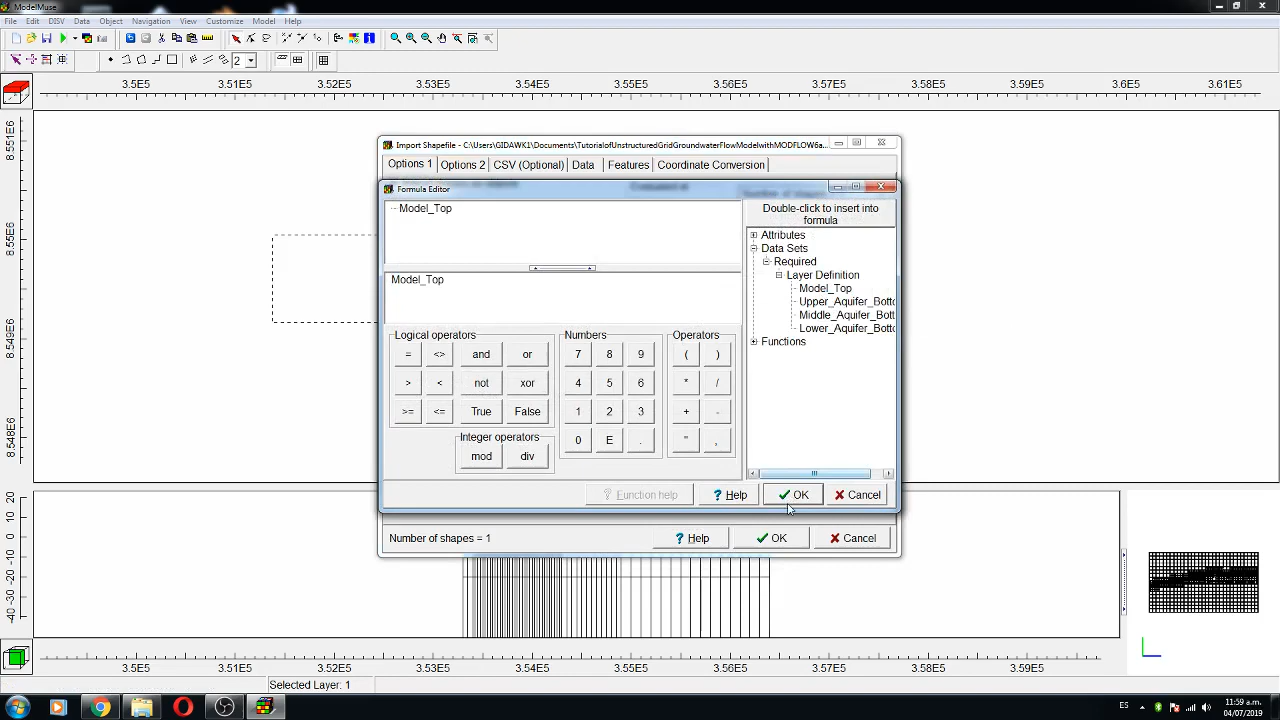 ModelMuse
File Edit DISV Data Object Navigation View Customize Model Help
2
3.5E5 3.51E5 3.52E5 3.53E5 3.54E5 3.55E5 3.56E5 3.57E5 3.58E5 3.59E5 3.6E5 3.61E5
8.551E6
8.55E6
8.549E6
8.548E6
Import Shapefile - C:\Users\GIDAWK1\Documents\TutorialofUnstructuredGridGroundwaterFlowModelwithMODFLOW6a...
Options 1 Options 2 CSV (Optional) Data Features Coordinate Conversion
Formula Editor
Model_Top
Model_Top
Double-click to insert into
formula
Attributes
Data Sets
Required
Layer Definition
Model_Top
Upper_Aquifer_Bott
Middle_Aquifer_Bott
Lower_Aquifer_Bott
Functions
Logical operators
= <> and or
> < not xor
>= <= True False
Integer operators
mod div
Numbers
7 8 9
4 5 6
1 2 3
0 E .
Operators
( )
* /
+ -
" ,
Function help Help OK Cancel
Number of shapes = 1
Help OK Cancel
20
10
0
-10
-20
-30
-40
3.5E5 3.51E5 3.52E5 3.53E5 3.54E5 3.55E5 3.56E5 3.57E5 3.58E5 3.59E5
Selected Layer: 1
ES
11:59 a.m.
04/07/2019